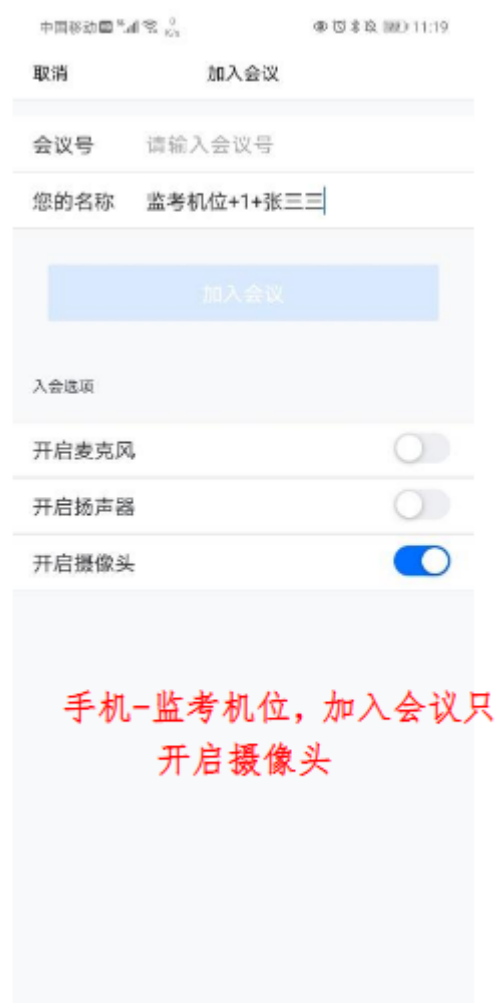 中国移动 11:19
取消 加入会议
会议号 请输入会议号
您的名称 监考机位+1+张三三
加入会议
入会选项
开启麦克风
开启扬声器
开启摄像头
手机-监考机位，加入会议只
开启摄像头